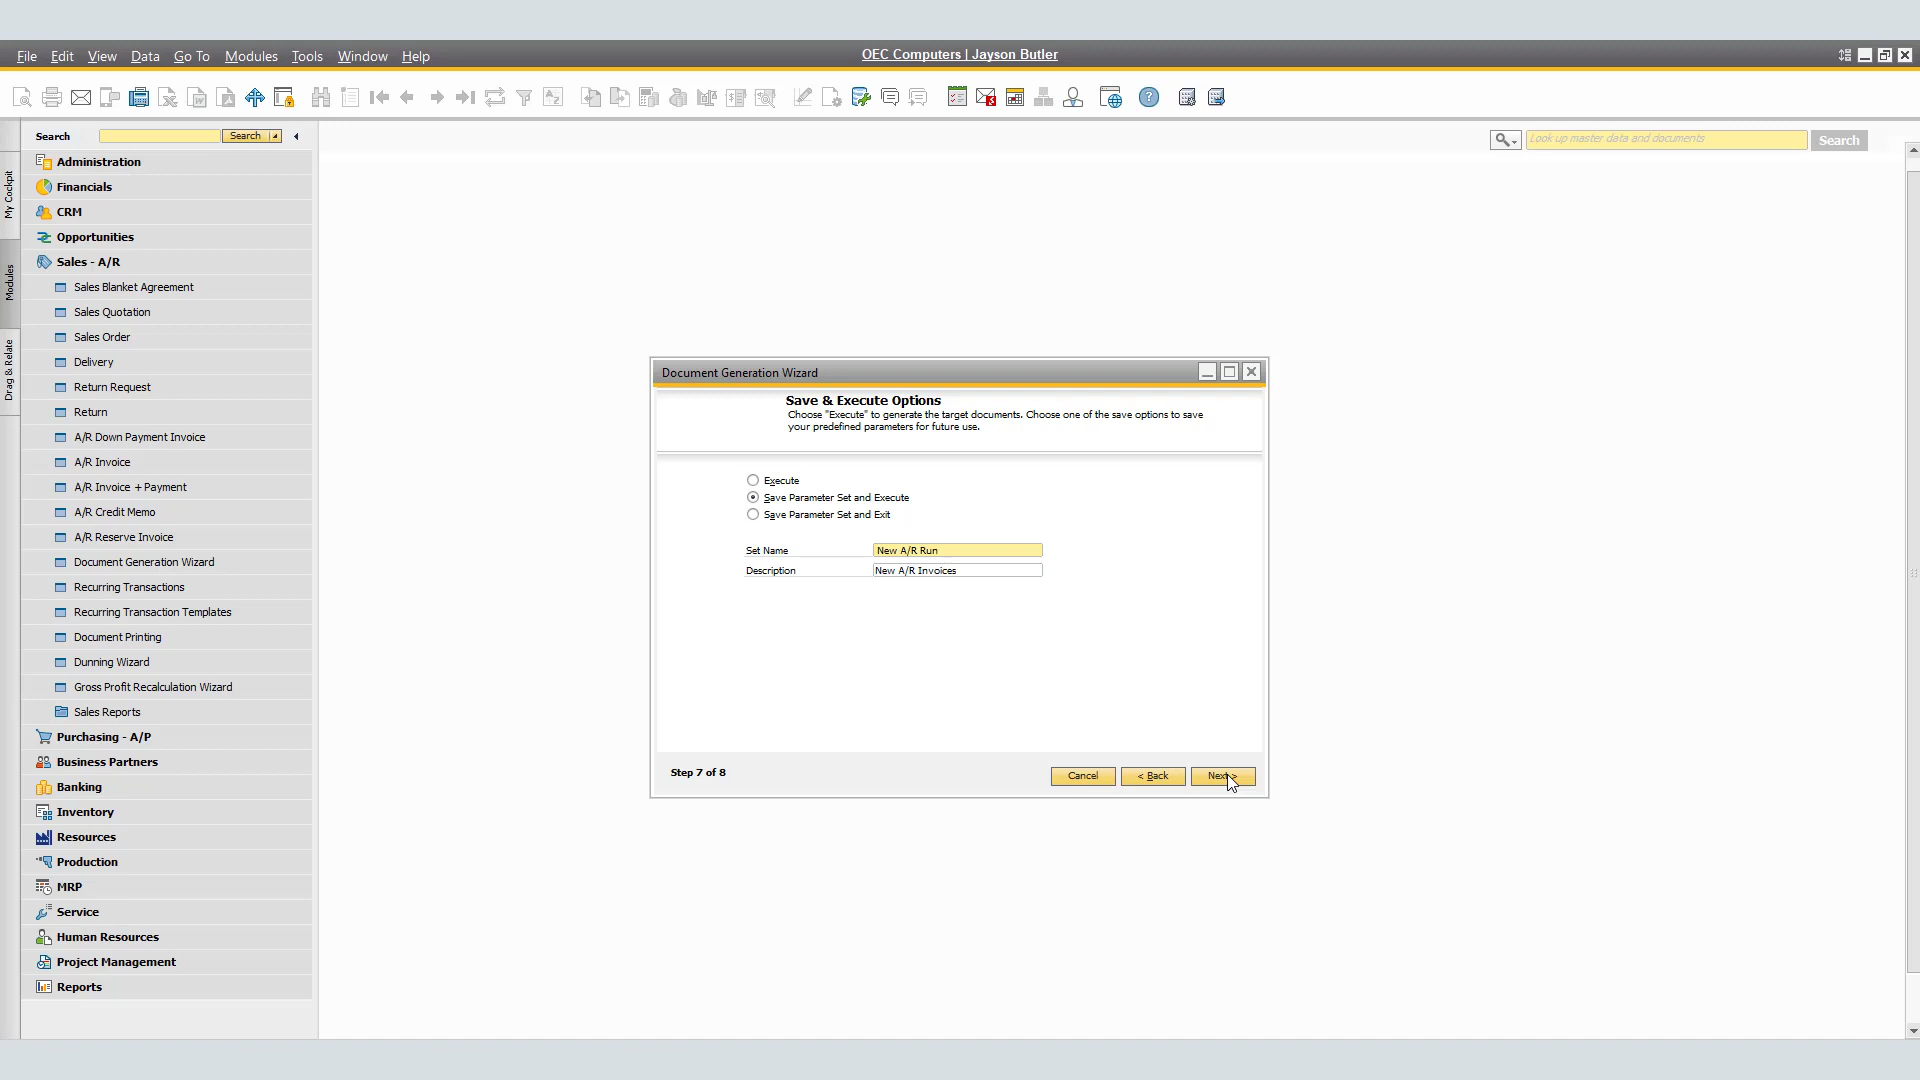 File Edit View Data Go To Modules Tools Window Help
OEC Computers | Jayson Butler
Search
Search
Look up master data and documents
Search
My Cockpit
Modules
Drag & Relate
Administration
Financials
CRM
Opportunities
Sales - A/R
Sales Blanket Agreement
Sales Quotation
Sales Order
Delivery
Return Request
Return
A/R Down Payment Invoice
A/R Invoice
A/R Invoice + Payment
A/R Credit Memo
A/R Reserve Invoice
Document Generation Wizard
Recurring Transactions
Recurring Transaction Templates
Document Printing
Dunning Wizard
Gross Profit Recalculation Wizard
Sales Reports
Purchasing - A/P
Business Partners
Banking
Inventory
Resources
Production
MRP
Service
Human Resources
Project Management
Reports
Document Generation Wizard
Save & Execute Options
Choose "Execute" to generate the target documents. Choose one of the save options to save
your predefined parameters for future use.
Execute
Save Parameter Set and Execute
Save Parameter Set and Exit
Set Name New A/R Run
Description New A/R Invoices
Step 7 of 8
Cancel
< Back
Next >